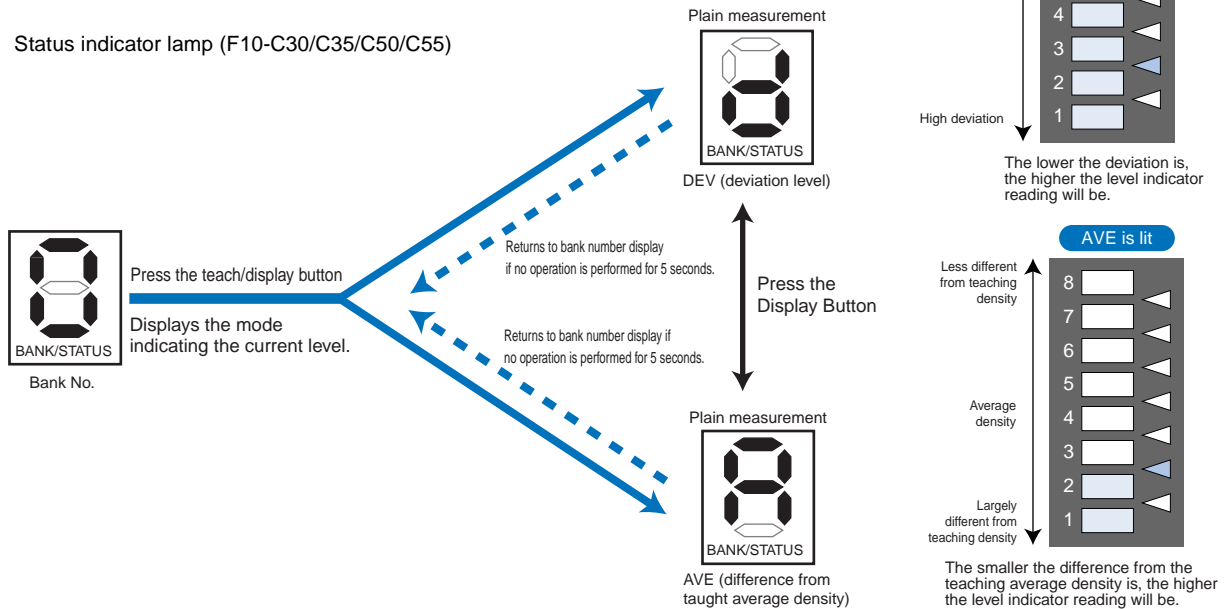 Status indicator lamp (F10-C30/C35/C50/C55)
Plain measurement
BANK/STATUS
DEV (deviation level)
4
3
2
1
High deviation
The lower the deviation is,
the higher the level indicator
reading will be.
BANK/STATUS
Bank No.
Press the teach/display button
Displays the mode
indicating the current level.
Returns to bank number display
if no operation is performed for 5 seconds.
Returns to bank number display if
no operation is performed for 5 seconds.
Press the
Display Button
Plain measurement
BANK/STATUS
AVE (difference from
taught average density)
AVE is lit
Less different
from teaching
density
8
7
6
5
4
3
2
1
Average
density
Largely
different from
teaching density
The smaller the difference from the
teaching average density is, the higher
the level indicator reading will be.